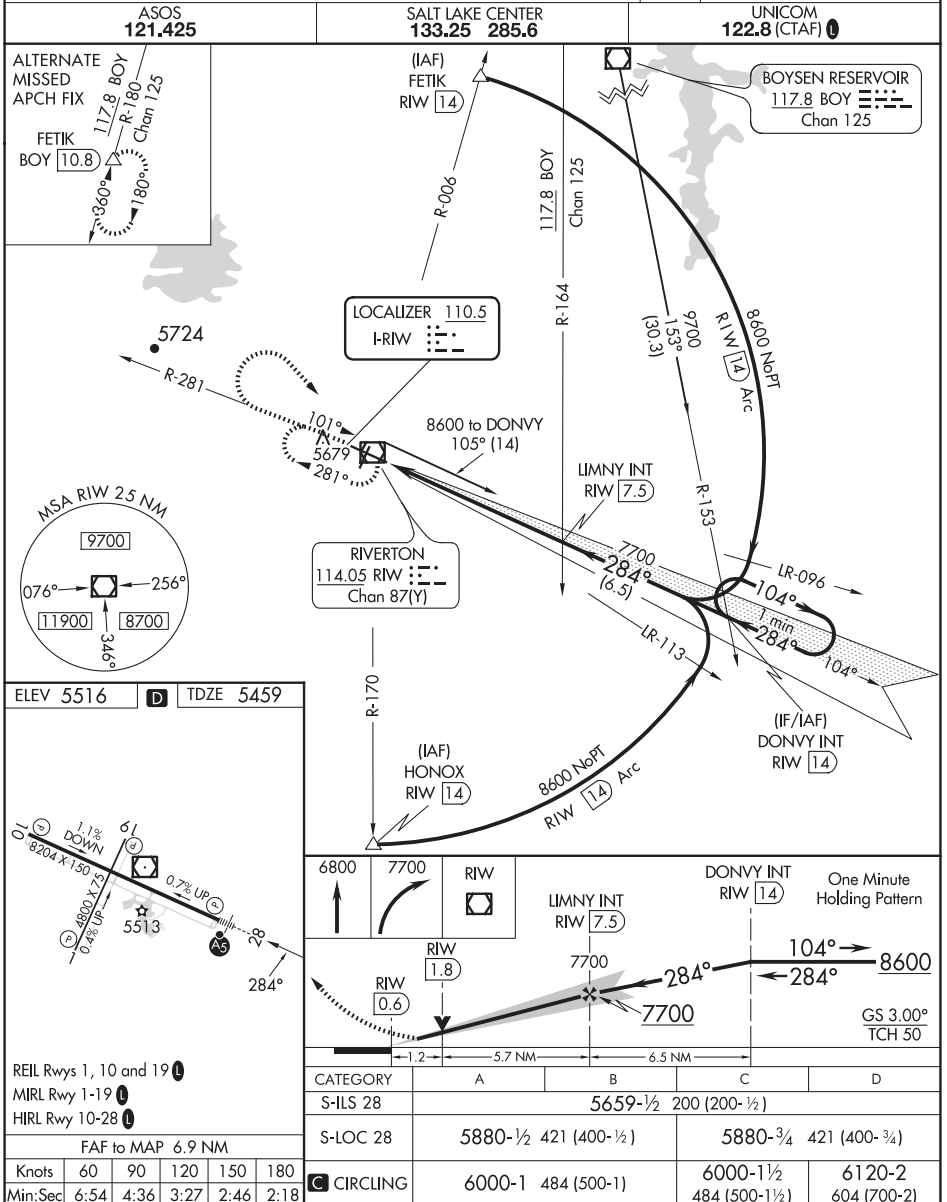 ASOS
121.425
SALT LAKE CENTER
133.25 285.6
UNICOM
122.8 (CTAF) L
ALTERNATE
MISSED
APCH FIX
117.8 BOY
R-180
Chan 125
FETIK
BOY 10.8
360°
180°
(IAF)
FETIK
RIW 14
R-006
117.8 BOY
Chan 125
R-164
BOYSEN RESERVOIR
117.8 BOY
Chan 125
9700
153°
(30.3)
8600 NoPT
RIW 14 Arc
R-153
LOCALIZER 110.5
I-RIW
5724
R-281
101°
5679
281°
8600 to DONVY
105° (14)
LIMNY INT
RIW 7.5
RIVERTON
114.05 RIW
Chan 87(Y)
7700
284°
(6.5)
LR-096
104°
1 min
284°
104°
LR-113
MSA RIW 25 NM
9700
076°
256°
11900
8700
346°
R-170
(IAF)
HONOX
RIW 14
8600 NoPT
RIW 14 Arc
(IF/IAF)
DONVY INT
RIW 14
ELEV 5516
D
TDZE 5459
10
1.1%
DOWN
8204 X 150
19
P
P
0.7% UP
P
4800 X 75
0.4% UP
P
1
5513
A5
28
284°
REIL Rwys 1, 10 and 19 L
MIRL Rwy 1-19 L
HIRL Rwy 10-28 L
FAF to MAP 6.9 NM
Knots 60 90 120 150 180
Min:Sec 6:54 4:36 3:27 2:46 2:18
6800
7700
RIW
RIW
0.6
RIW
1.8
LIMNY INT
RIW 7.5
7700
7700
284°
DONVY INT
RIW 14
One Minute
Holding Pattern
104°
284°
8600
GS 3.00°
TCH 50
1.2
5.7 NM
6.5 NM
CATEGORY A B C D
S-ILS 28 5659-½ 200 (200-½)
S-LOC 28 5880-½ 421 (400-½) 5880-¾ 421 (400-¾)
C CIRCLING 6000-1 484 (500-1) 6000-1½ 484 (500-1½) 6120-2 604 (700-2)